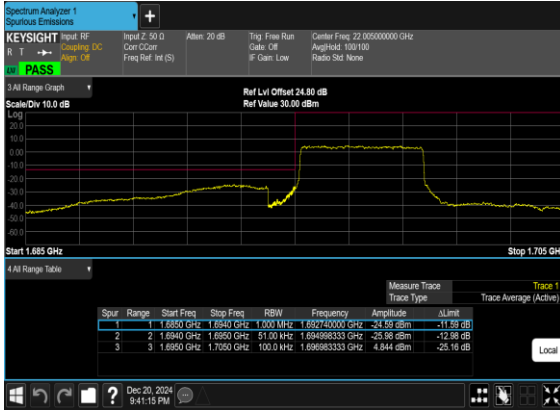 Spectrum Analyzer 1
Spurious Emissions
+
KEYSIGHT Input: RF Input Z: 50 Ω Atten: 20 dB Trig: Free Run Center Freq: 22.005000000 GHz
R T Coupling: DC Corr CCorr Gate: Off Avg|Hold: 100/100
Align: Off Freq Ref: Int (S) IF Gain: Low Radio Std: None
PASS
3 All Range Graph
Ref Lvl Offset 24.80 dB
Scale/Div 10.0 dB Ref Value 30.00 dBm
Log
20.0
10.0
0.00
-10.0
-20.0
-30.0
-40.0
-50.0
-60.0
Start 1.685 GHz Stop 1.705 GH
4 All Range Table
Measure Trace Trace 1
Trace Type Trace Average (Active)
Spur Range Start Freq Stop Freq RBW Frequency Amplitude ΔLimit
1 1 1.6850 GHz 1.6940 GHz 1.000 MHz 1.692740000 GHz -24.59 dBm -11.59 dB
2 2 1.6940 GHz 1.6950 GHz 51.00 kHz 1.694998333 GHz -25.98 dBm -12.98 dB
3 3 1.6950 GHz 1.7050 GHz 100.0 kHz 1.696983333 GHz 4.844 dBm -25.16 dB
Local
?
Dec 20, 2024
9:41:15 PM